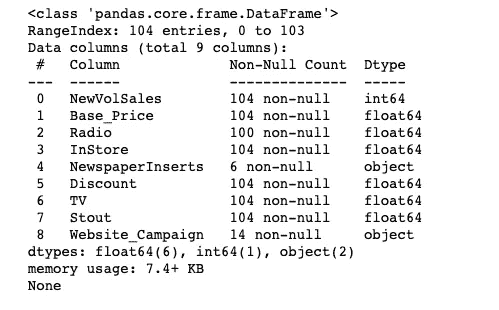 <class 'pandas.core.frame.DataFrame'>
RangeIndex: 104 entries, 0 to 103
Data columns (total 9 columns):
 #   Column            Non-Null Count  Dtype
---  ------            --------------  -----
 0   NewVolSales       104 non-null    int64
 1   Base_Price        104 non-null    float64
 2   Radio             100 non-null    float64
 3   InStore           104 non-null    float64
 4   NewspaperInserts  6 non-null      object
 5   Discount          104 non-null    float64
 6   TV                104 non-null    float64
 7   Stout             104 non-null    float64
 8   Website_Campaign  14 non-null     object
dtypes: float64(6), int64(1), object(2)
memory usage: 7.4+ KB
None